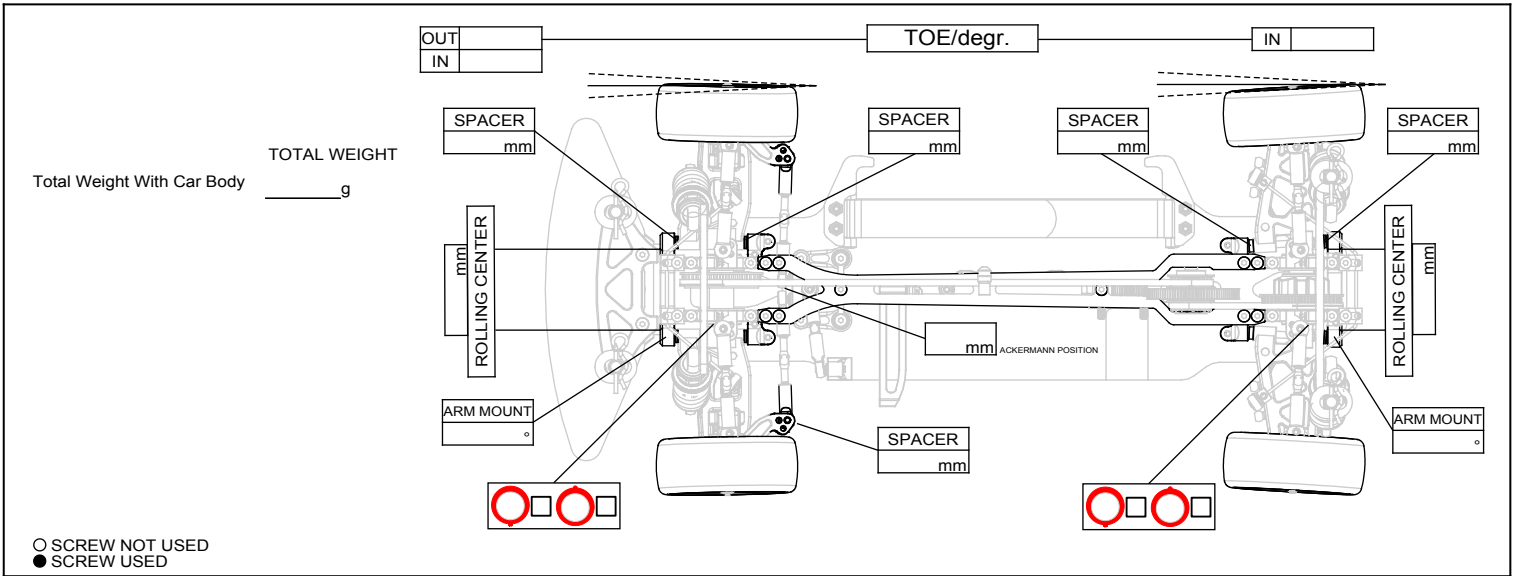 OUT
IN
TOE/degr.
IN
SPACER
mm
SPACER
mm
SPACER
mm
SPACER
mm
TOTAL WEIGHT
Total Weight With Car Body ______g
mm
ROLLING CENTER
ROLLING CENTER
mm
mm ACKERMANN POSITION
ARM MOUNT
°
ARM MOUNT
°
SPACER
mm
SCREW NOT USED
SCREW USED